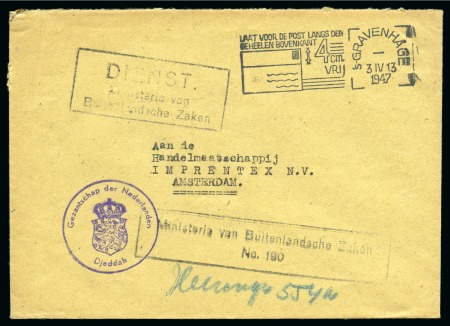 LAAT VOOR DE POST LANGS DEN
GEHEELEN BOVENKANT
4 cm
VRIJ
's-GRAVENHAGE
3 IV 13
1947
DIENST.
Ministerie van
Buitenlandsche Zaken
Aan de
Handelmaatschappij
IMPRENTEX N.V.
AMSTERDAM.
Gezantschap der Nederlanden
Djeddah
Ministerie van Buitenlandsche Zaken
No. 190